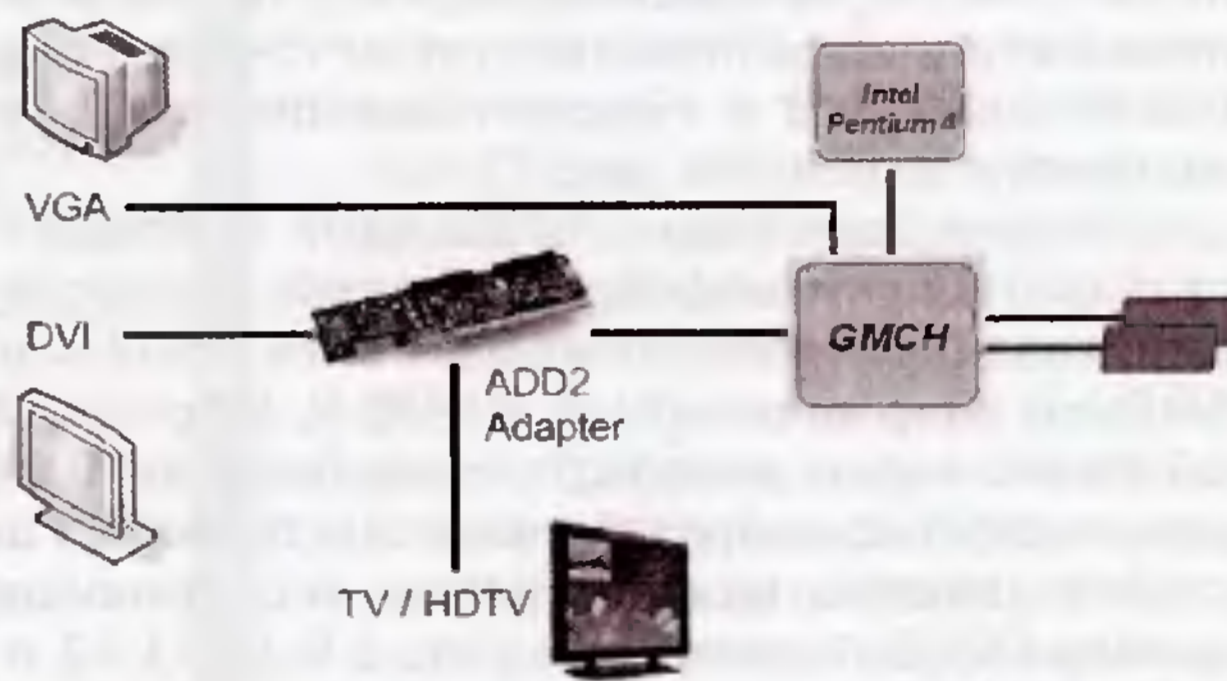 Intel
Pentium 4
VGA
DVI
GMCH
ADD2
Adapter
TV / HDTV